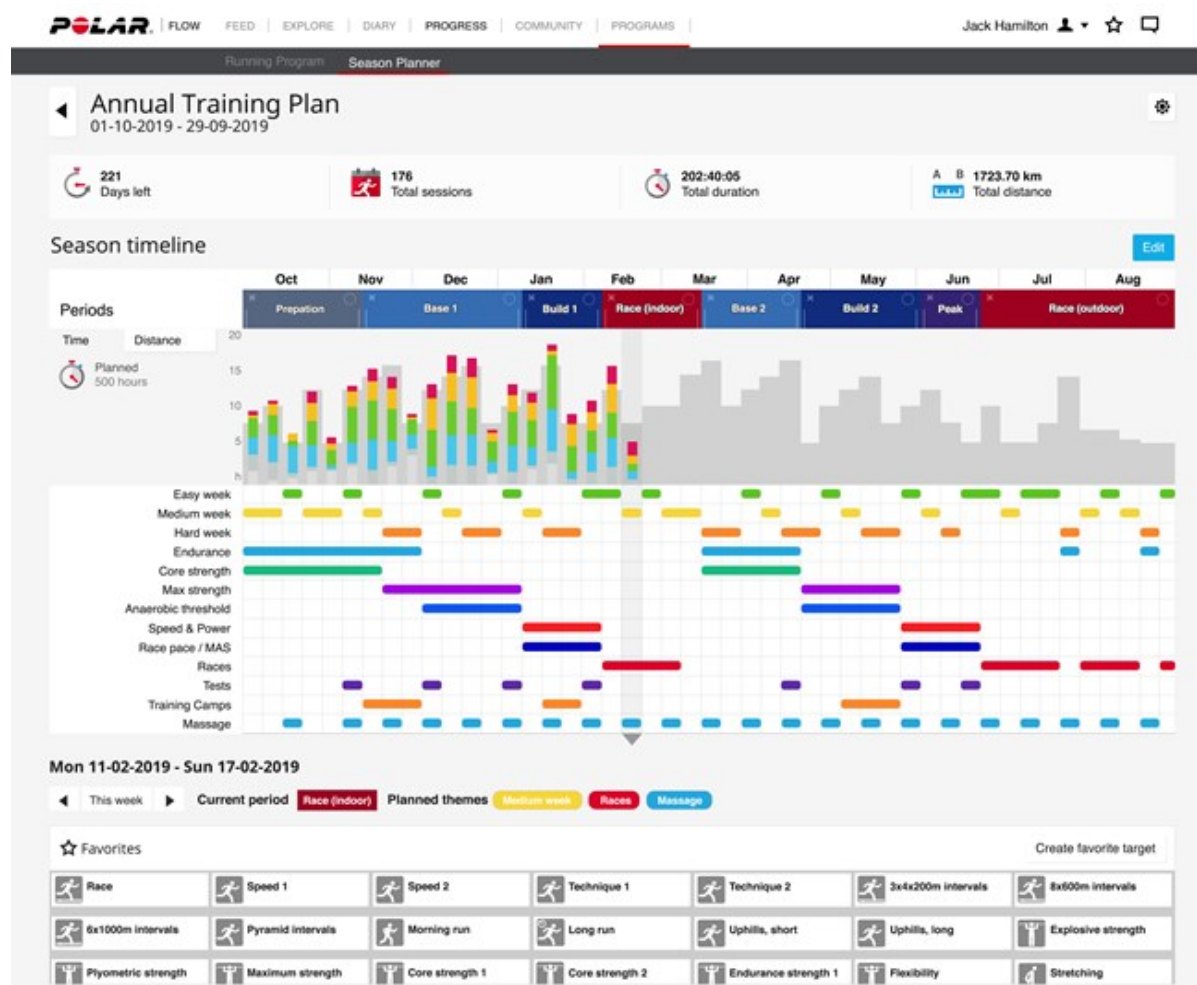 POLAR. FLOW FEED EXPLORE DIARY PROGRESS COMMUNITY PROGRAMS Jack Hamilton
Running Program Season Planner
Annual Training Plan
01-10-2019 - 29-09-2019
221 176 202:40:05 A B 1723.70 km
Days left Total sessions Total duration Total distance
Season timeline Edit
Oct Nov Dec Jan Feb Mar Apr May Jun Jul Aug
Periods Prepation Base 1 Build 1 Race (indoor) Base 2 Build 2 Peak Race (outdoor)
Time Distance 20
Planned 15
500 hours
10
5
h
Easy week
Medium week
Hard week
Endurance
Core strength
Max strength
Anaerobic threshold
Speed & Power
Race pace / MAS
Races
Tests
Training Camps
Massage
Mon 11-02-2019 - Sun 17-02-2019
This week Current period Race (indoor) Planned themes Medium week Races Massage
Favorites Create favorite target
Race Speed 1 Speed 2 Technique 1 Technique 2 3x4x200m intervals 8x600m intervals
6x1000m intervals Pyramid intervals Morning run Long run Uphills, short Uphills, long Explosive strength
Plyometric strength Maximum strength Core strength 1 Core strength 2 Endurance strength 1 Flexibility Stretching